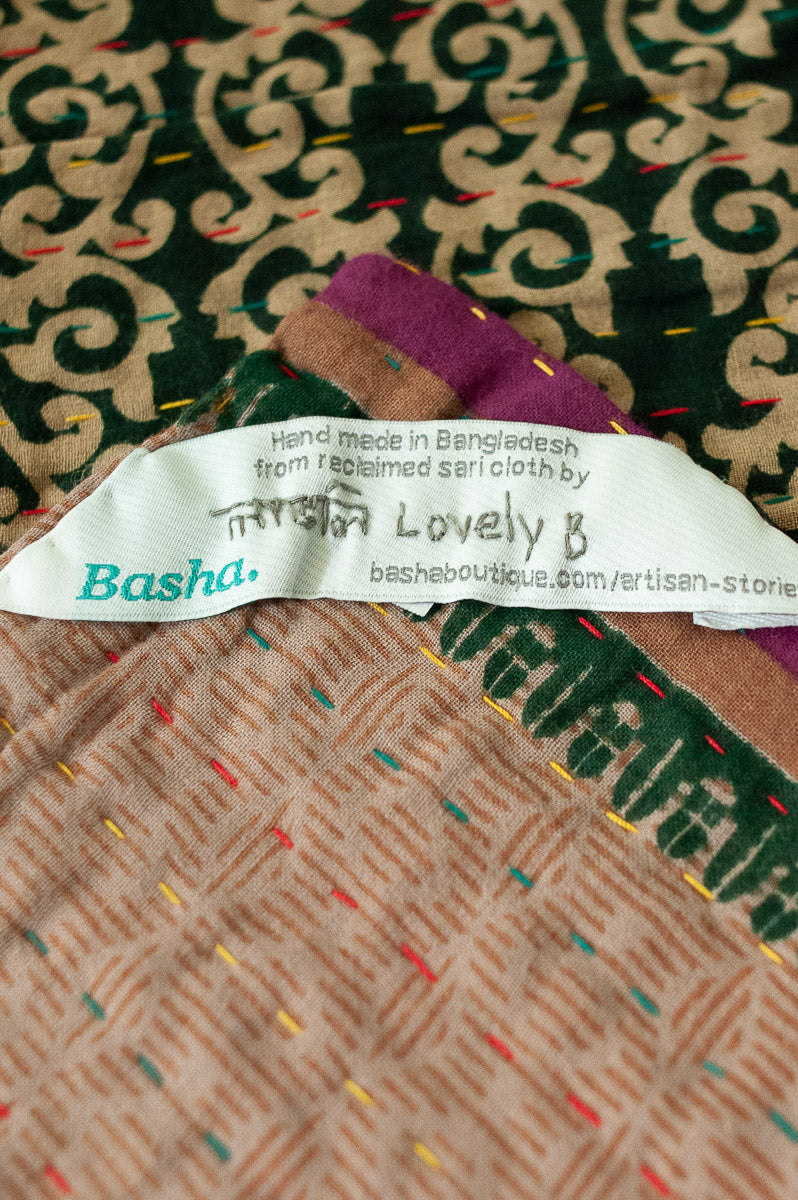 Hand made in Bangladesh
from reclaimed sari cloth by
Lovely B
Basha.
bashaboutique.com/artisan-storie